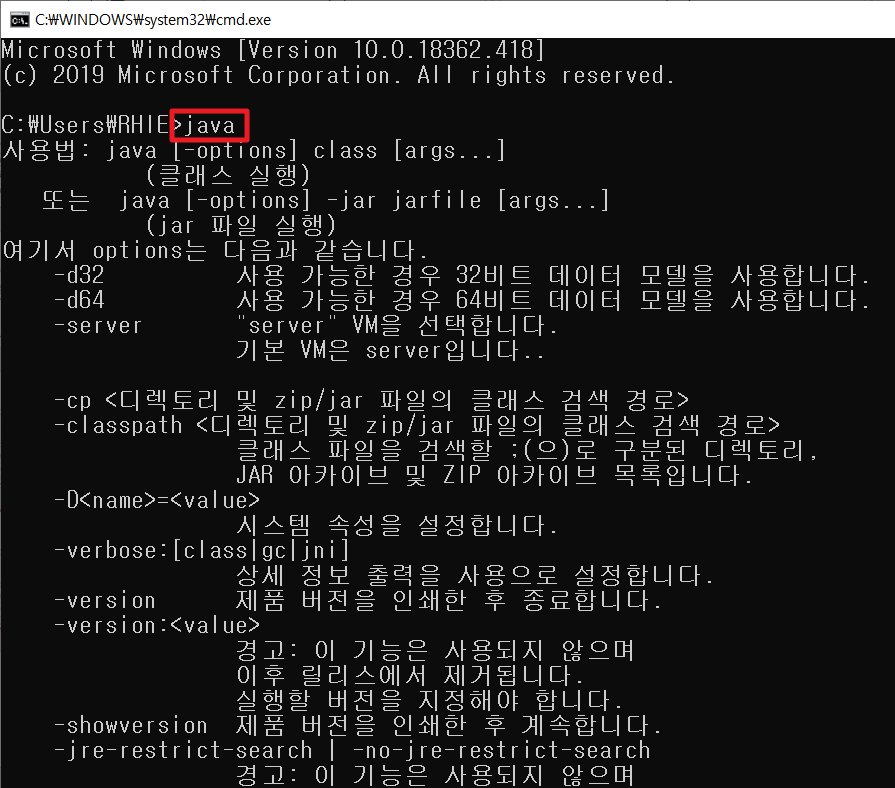 C:₩WINDOWS₩system32₩cmd.exe
Microsoft Windows [Version 10.0.18362.418]
(c) 2019 Microsoft Corporation. All rights reserved.
C:₩Users₩RHIE>java
사용법: java [-options] class [args...]
(클래스 실행)
또는 java [-options] -jar jarfile [args...]
(jar 파일 실행)
여기서 options는 다음과 같습니다.
-d32 사용 가능한 경우 32비트 데이터 모델을 사용합니다.
-d64 사용 가능한 경우 64비트 데이터 모델을 사용합니다.
-server "server" VM을 선택합니다.
기본 VM은 server입니다..
-cp <디렉토리 및 zip/jar 파일의 클래스 검색 경로>
-classpath <디렉토리 및 zip/jar 파일의 클래스 검색 경로>
클래스 파일을 검색할 ;(으)로 구분된 디렉토리,
JAR 아카이브 및 ZIP 아카이브 목록입니다.
-D<name>=<value>
시스템 속성을 설정합니다.
-verbose:[class|gc|jni]
상세 정보 출력을 사용으로 설정합니다.
-version 제품 버전을 인쇄한 후 종료합니다.
-version:<value>
경고: 이 기능은 사용되지 않으며
이후 릴리스에서 제거됩니다.
실행할 버전을 지정해야 합니다.
-showversion 제품 버전을 인쇄한 후 계속합니다.
-jre-restrict-search | -no-jre-restrict-search
경고: 이 기능은 사용되지 않으며